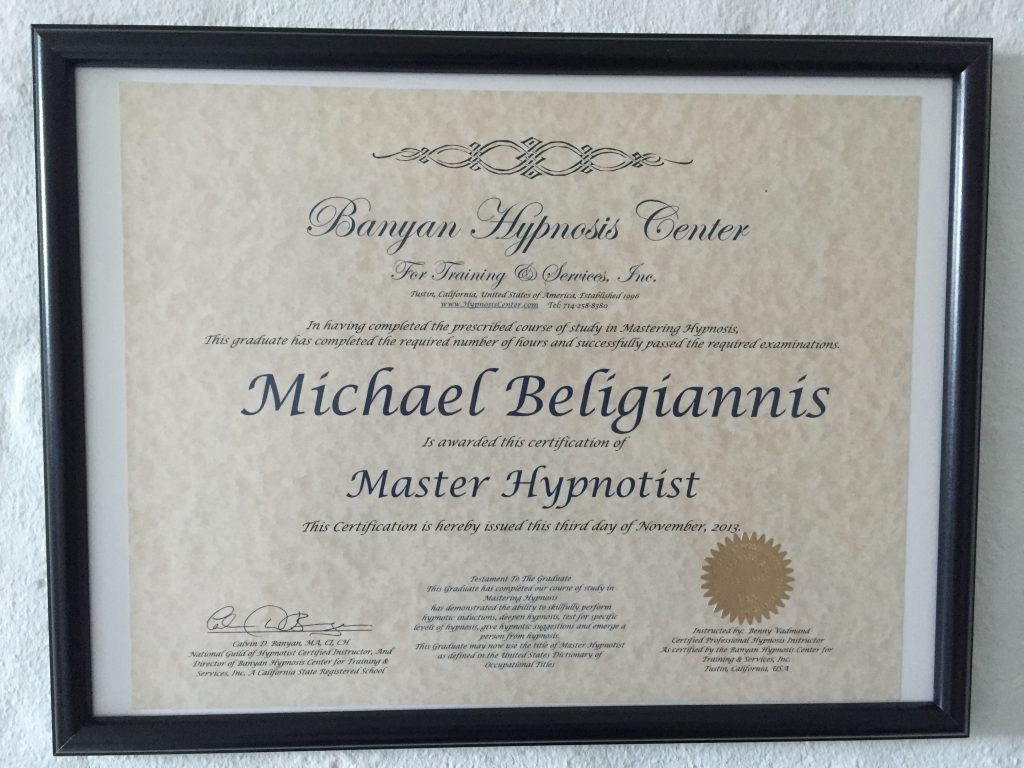 Banyan Hypnosis Center
For Training & Services, Inc.
Tustin, California, United States of America, Established 1996
www.HypnosisCenter.com Tel: 714-258-8380
In having completed the prescribed course of study in Mastering Hypnosis,
This graduate has completed the required number of hours and successfully passed the required examinations.
Michael Beligiannis
Is awarded this certification of
Master Hypnotist
This Certification is hereby issued this third day of November, 2013.
Calvin D. Banyan, MA, CI, CH
National Guild of Hypnotist Certified Instructor, And
Director of Banyan Hypnosis Center for Training &
Services, Inc. A California State Registered School
Testament To The Graduate
This Graduate has completed our course of study in
Mastering Hypnosis
has demonstrated the ability to skillfully perform
hypnotic inductions, deepen hypnosis, test for specific
levels of hypnosis, give hypnotic suggestions and emerge a
person from hypnosis.
This Graduate may now use the title of Master Hypnotist
as defined in the United States Dictionary of
Occupational Titles
Instructed by: Benny Vadmand
Certified Professional Hypnosis Instructor
As certified by the Banyan Hypnosis Center for
Training & Services, Inc.
Tustin, California, USA